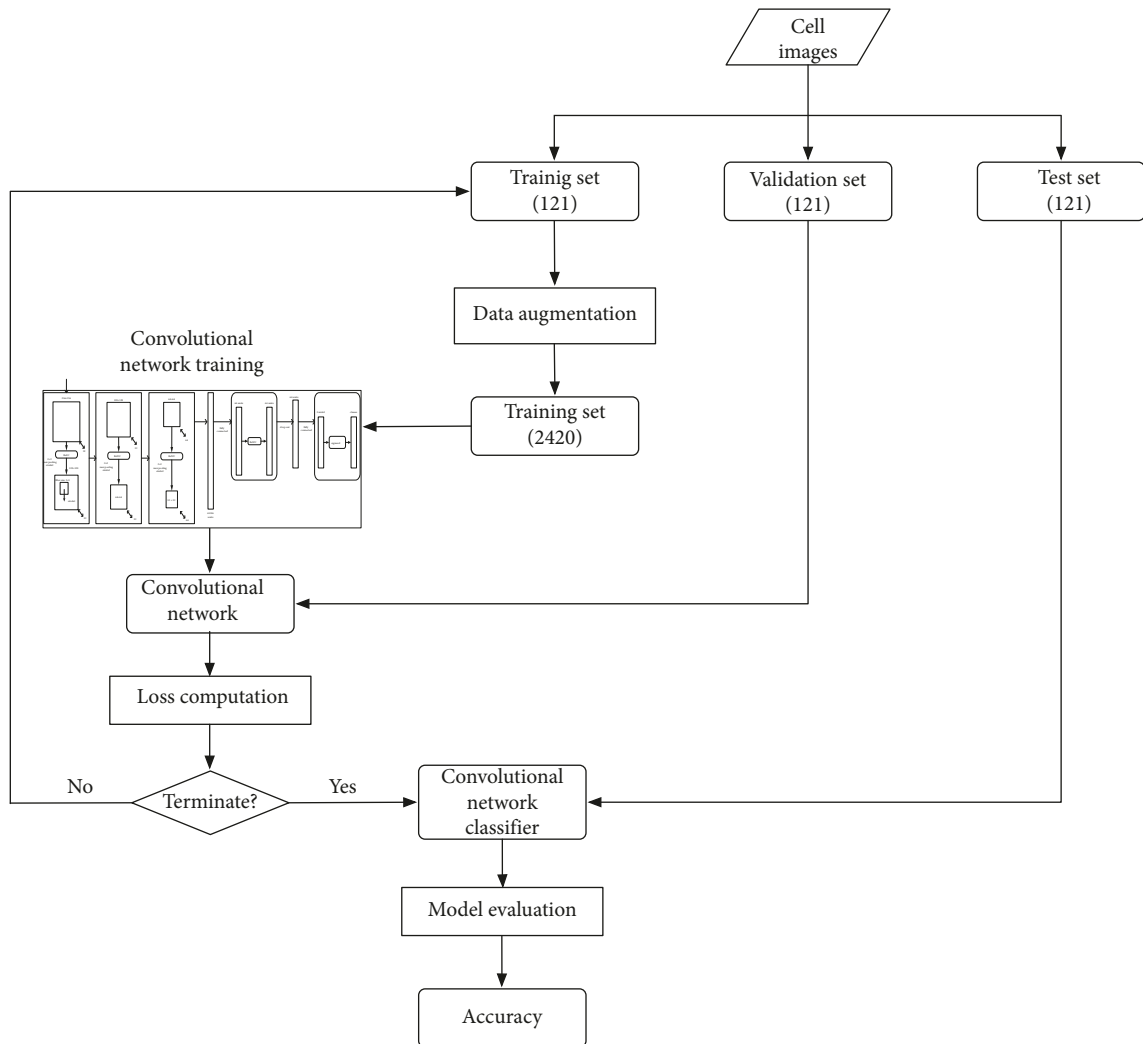 Cell
images
Trainig set
(121)
Validation set
(121)
Test set
(121)
Data augmentation
Convolutional
network training
Training set
(2420)
Convolutional
network
Loss computation
No
Terminate?
Yes
Convolutional
network
classifier
Model evaluation
Accuracy